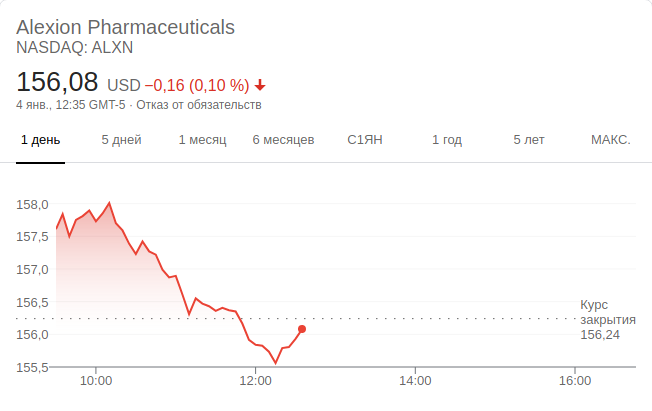 Alexion Pharmaceuticals
NASDAQ: ALXN
156,08 USD −0,16 (0,10 %)
4 янв., 12:35 GMT-5 · Отказ от обязательств
1 день 5 дней 1 месяц 6 месяцев С1ЯН 1 год 5 лет МАКС.
158,0
157,5
157,0
156,5
156,0
155,5
Курс
закрытия
156,24
10:00 12:00 14:00 16:00